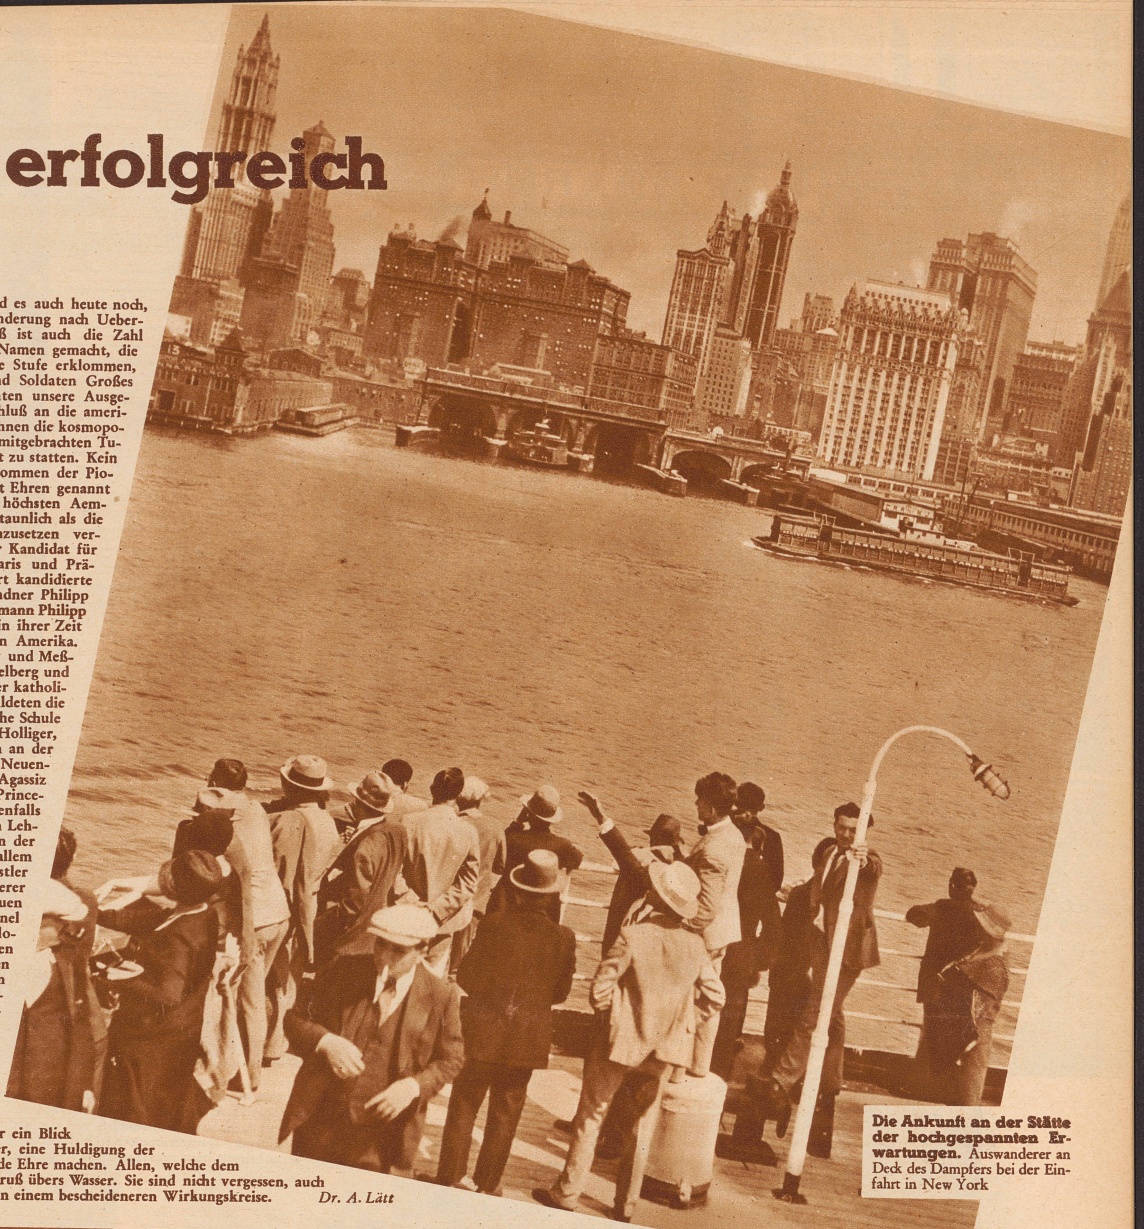 erfolgreich
d es auch heute noch,
nderung nach Ueber-
ß ist auch die Zahl
Namen gemacht, die
e Stufe erklommen,
nd Soldaten Großes
ten unsere Ausge-
hluß an die ameri-
nnen die kosmopo-
mitgebrachten Tu-
t zu statten. Kein
ommen der Pio-
t Ehren genannt
höchsten Aem-
taunlich als die
nzusetzen ver-
r Kandidat für
aris und Prä-
rt kandidierte
ndner Philipp
mann Philipp
in ihrer Zeit
n Amerika.
und Meß-
elberg und
er katholi-
ldeten die
he Schule
Holliger,
n an der
Neuen-
Agassiz
Prince-
enfalls
n Leh-
n der
allem
stler
erer
uen
nel
lo-
en
en
n
-
.
r ein Blick
er, eine Huldigung der
de Ehre machen. Allen, welche dem
ruß übers Wasser. Sie sind nicht vergessen, auch
n einem bescheideneren Wirkungskreise. Dr. A. Lätt
Die Ankunft an der Stätte
der hochgespannten Er-
wartungen. Auswanderer an
Deck des Dampfers bei der Ein-
fahrt in New York